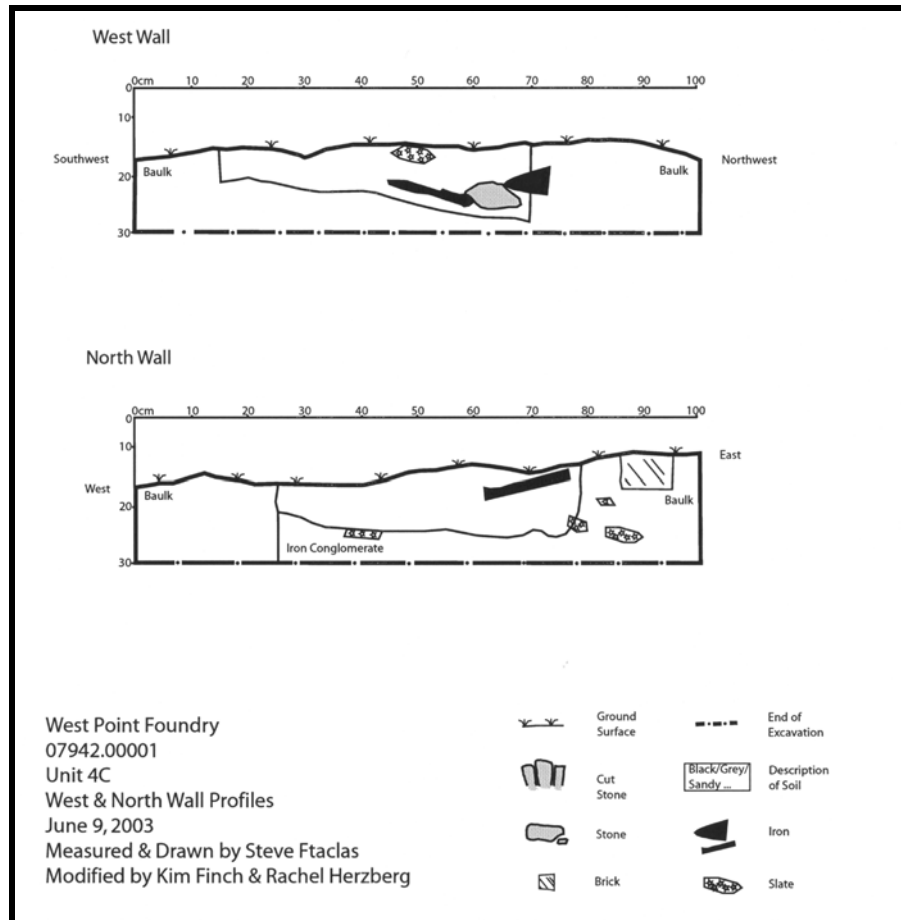 West Wall
0cm 10 20 30 40 50 60 70 80 90 100
0
10
Southwest
Northwest
Baulk
Baulk
20
30
North Wall
0cm 10 20 30 40 50 60 70 80 90 100
0
10
East
West
Baulk
Baulk
20
Iron Conglomerate
30
West Point Foundry
07942.00001
Unit 4C
West & North Wall Profiles
June 9, 2003
Measured & Drawn by Steve Ftaclas
Modified by Kim Finch & Rachel Herzberg
Ground
Surface
End of
Excavation
Cut
Stone
Black/Grey/
Sandy ...
Description
of Soil
Stone
Iron
Brick
Slate